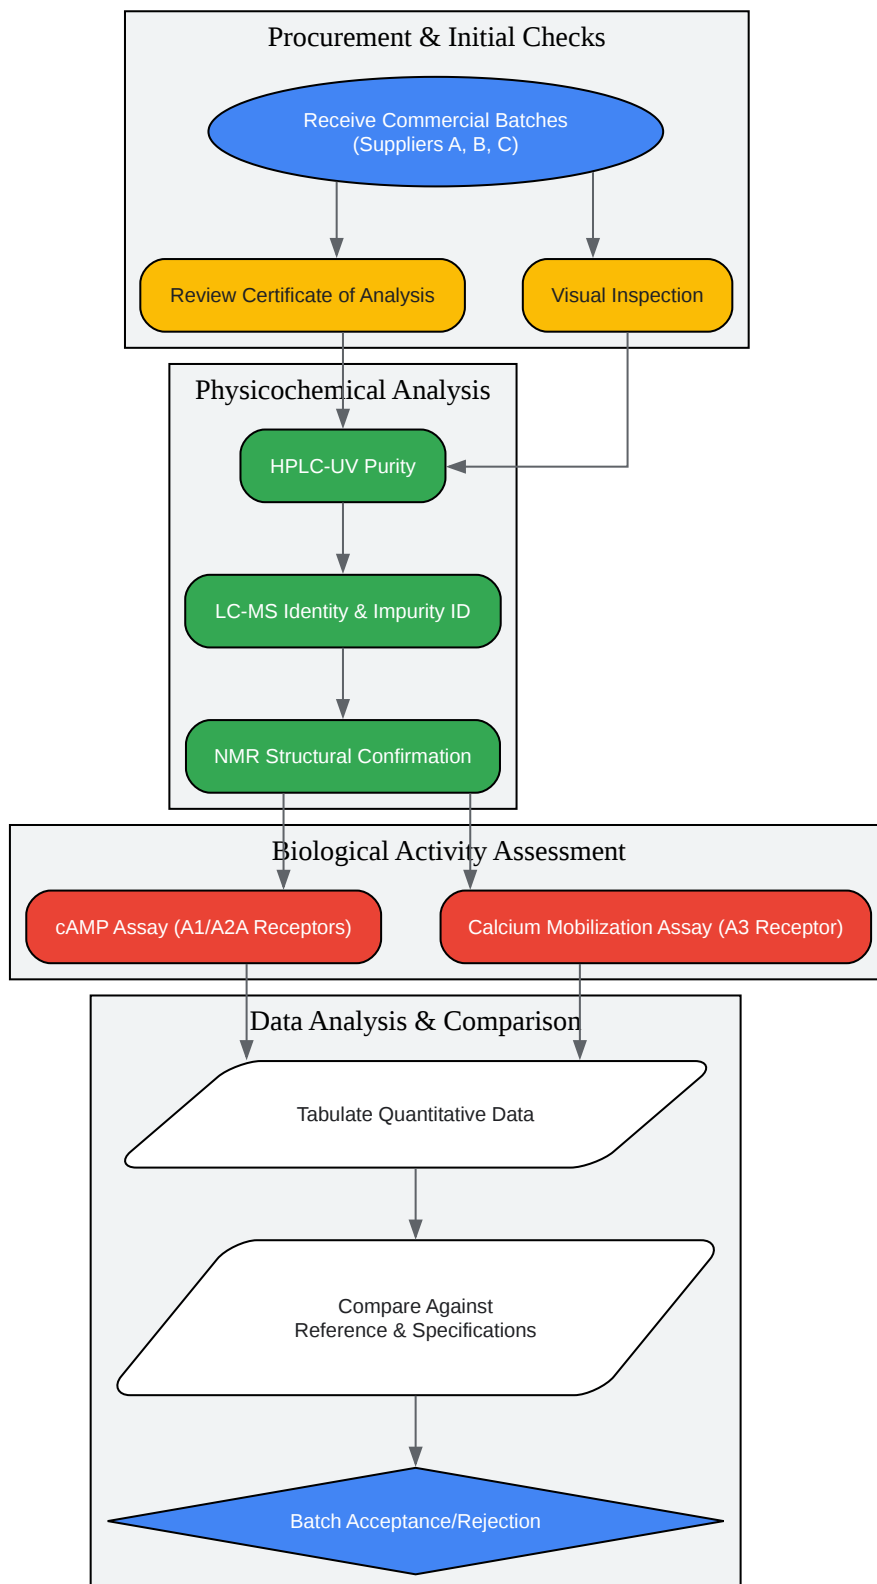 Procurement & Initial Checks
Receive Commercial Batches
(Suppliers A, B, C)
Review Certificate of Analysis
Visual Inspection
Physicochemical Analysis
HPLC-UV Purity
LC-MS Identity & Impurity ID
NMR Structural Confirmation
Biological Activity Assessment
cAMP Assay (A1/A2A Receptors)
Calcium Mobilization Assay (A3 Receptor)
Data Analysis & Comparison
Tabulate Quantitative Data
Compare Against
Reference & Specifications
Batch Acceptance/Rejection